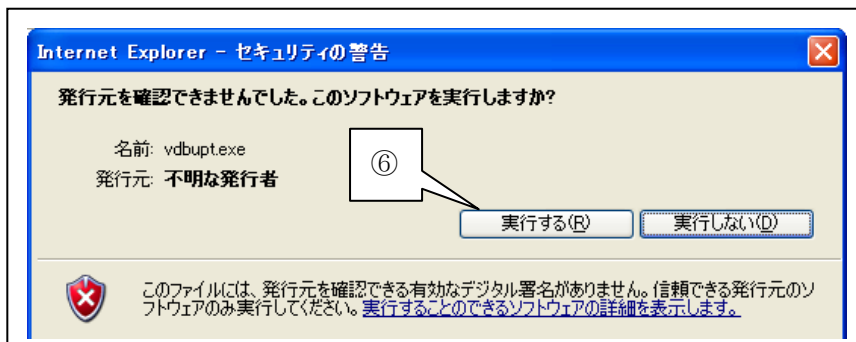 Internet Explorer - セキュリティの警告
発行元を確認できませんでした。このソフトウェアを実行しますか?
名前: vdbupt.exe
発行元: 不明な発行者
⑥
実行する(R)
実行しない(D)
このファイルには、発行元を確認できる有効なデジタル署名がありません。信頼できる発行元のソ
フトウェアのみ実行してください。実行することのできるソフトウェアの詳細を表示します。